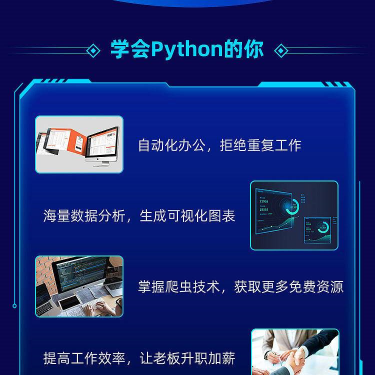 学会Python的你
自动化办公，拒绝重复工作
海量数据分析，生成可视化图表
掌握爬虫技术，获取更多免费资源
提高工作效率，让老板升职加薪